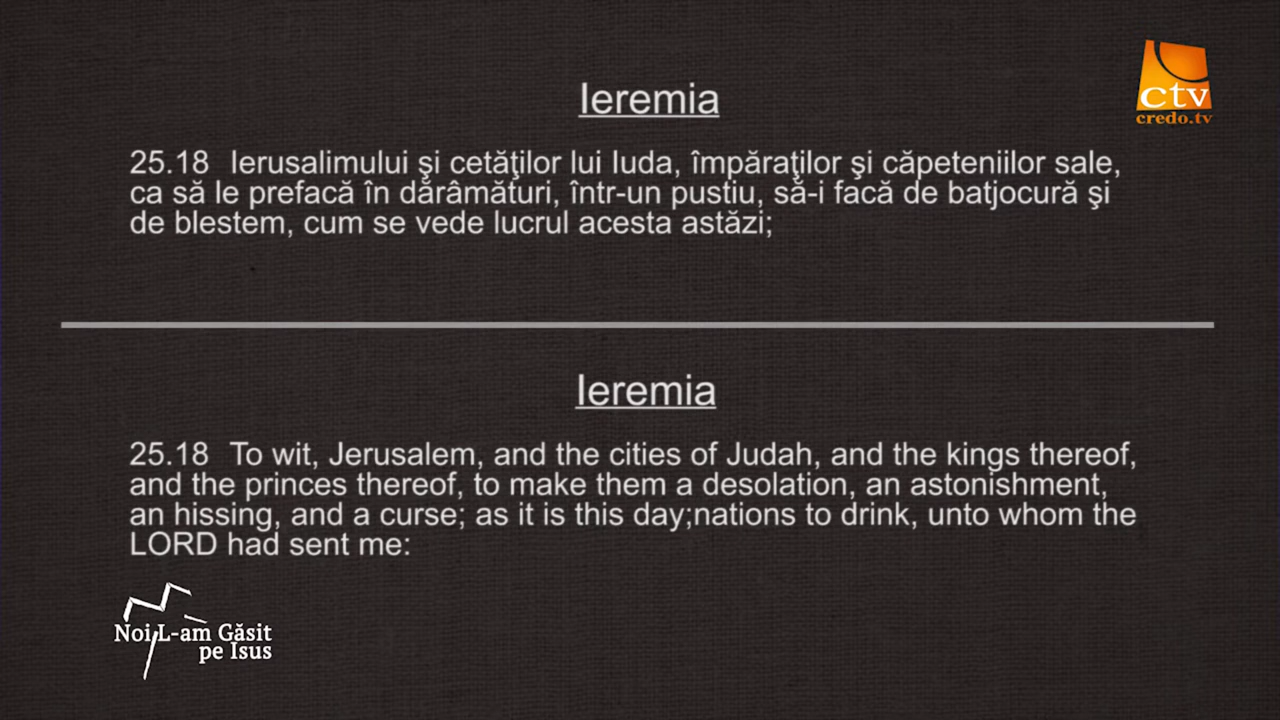 ctv
credo.tv
Ieremia
25.18 Ierusalimului şi cetăţilor lui Iuda, împăraţilor şi căpeteniilor sale,
ca să le prefacă în dărâmături, într-un pustiu, să-i facă de batjocură şi
de blestem, cum se vede lucrul acesta astăzi;
Ieremia
25.18 To wit, Jerusalem, and the cities of Judah, and the kings thereof,
and the princes thereof, to make them a desolation, an astonishment,
an hissing, and a curse; as it is this day;nations to drink, unto whom the
LORD had sent me:
Noi L-am Găsit
pe Isus